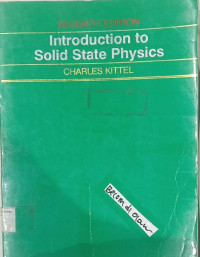 SEVENTH EDITION
Introduction to
Solid State Physics
CHARLES KITTEL